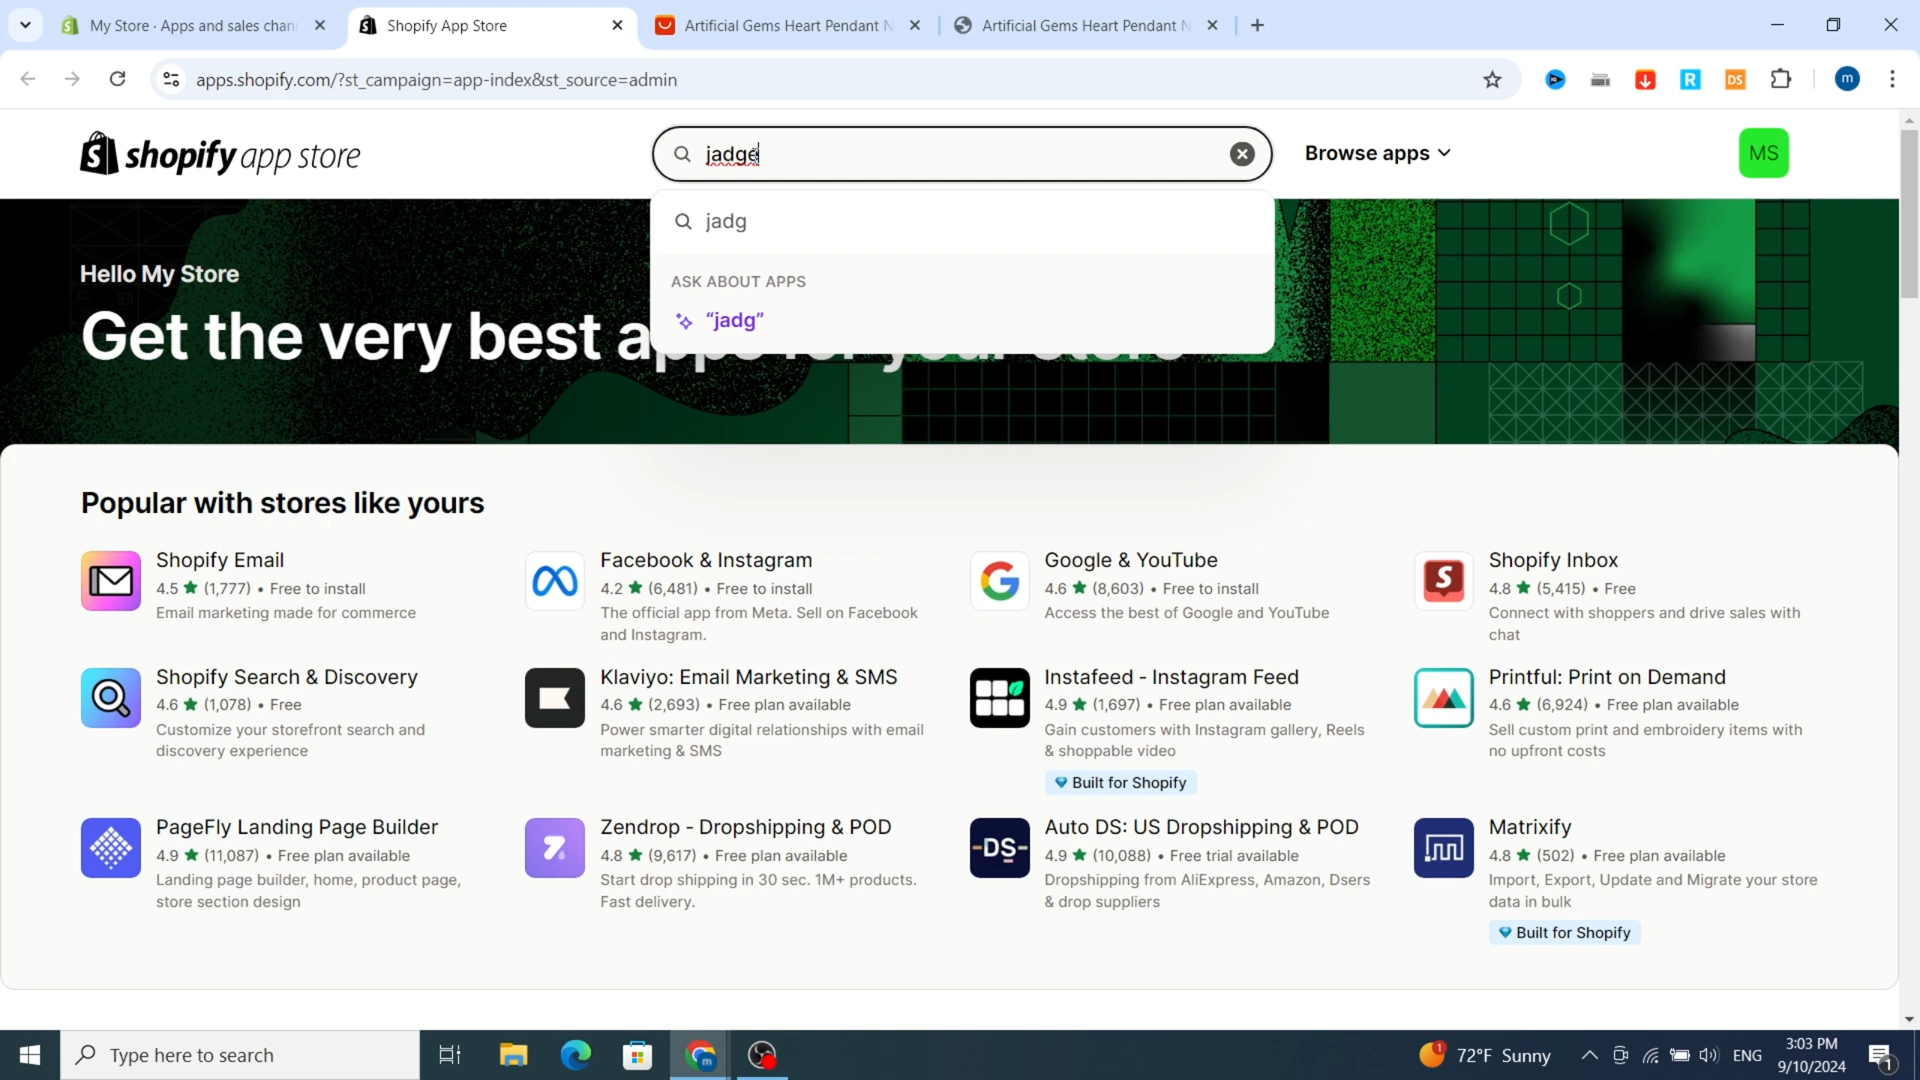 My Store · Apps and sales chan
Shopify App Store
Artificial Gems Heart Pendant N
Artificial Gems Heart Pendant N
apps.shopify.com/?st_campaign=app-index&st_source=admin
R
DS
m
shopify app store
jadge
Browse apps
MS
jadg
ASK ABOUT APPS
“jadg”
Hello My Store
Get the very best apps for your store
Popular with stores like yours
Shopify Email
4.5 ★ (1,777) • Free to install
Email marketing made for commerce
Facebook & Instagram
4.2 ★ (6,481) • Free to install
The official app from Meta. Sell on Facebook
and Instagram.
Google & YouTube
4.6 ★ (8,603) • Free to install
Access the best of Google and YouTube
Shopify Inbox
4.8 ★ (5,415) • Free
Connect with shoppers and drive sales with
chat
Shopify Search & Discovery
4.6 ★ (1,078) • Free
Customize your storefront search and
discovery experience
Klaviyo: Email Marketing & SMS
4.6 ★ (2,693) • Free plan available
Power smarter digital relationships with email
marketing & SMS
Instafeed - Instagram Feed
4.9 ★ (1,697) • Free plan available
Gain customers with Instagram gallery, Reels
& shoppable video
Built for Shopify
Printful: Print on Demand
4.6 ★ (6,924) • Free plan available
Sell custom print and embroidery items with
no upfront costs
PageFly Landing Page Builder
4.9 ★ (11,087) • Free plan available
Landing page builder, home, product page,
store section design
Zendrop - Dropshipping & POD
4.8 ★ (9,617) • Free plan available
Start drop shipping in 30 sec. 1M+ products.
Fast delivery.
-DS-
Auto DS: US Dropshipping & POD
4.9 ★ (10,088) • Free trial available
Dropshipping from AliExpress, Amazon, Dsers
& drop suppliers
Matrixify
4.8 ★ (502) • Free plan available
Import, Export, Update and Migrate your store
data in bulk
Built for Shopify
Type here to search
m
1
72°F Sunny
ENG
3:03 PM
9/10/2024
1